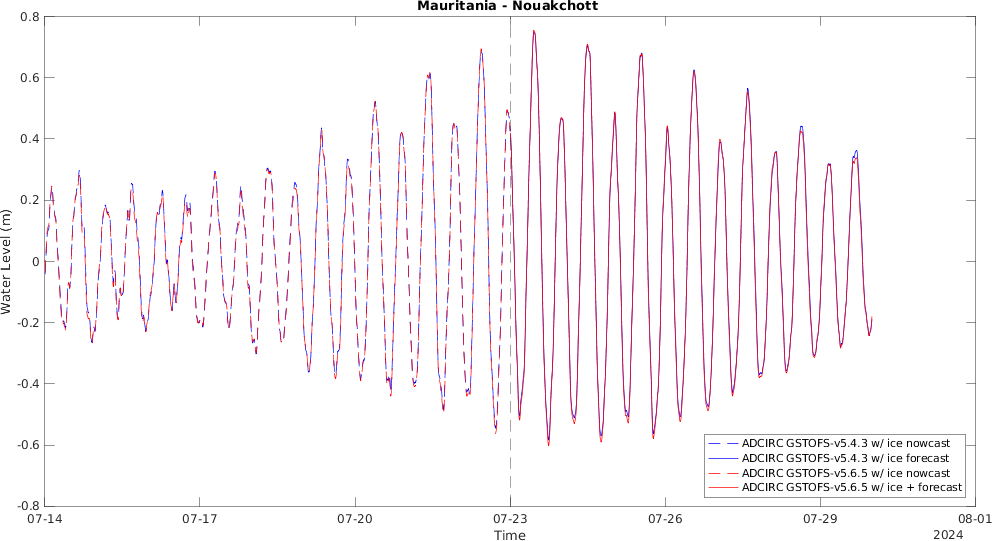 Mauritania - Nouakchott
0.8
0.6
0.4
0.2
0
-0.2
-0.4
-0.6
-0.8
Water Level (m)
07-14
07-17
07-20
07-23
07-26
07-29
08-01
Time
2024
ADCIRC GSTOFS-v5.4.3 w/ ice nowcast
ADCIRC GSTOFS-v5.4.3 w/ ice forecast
ADCIRC GSTOFS-v5.6.5 w/ ice nowcast
ADCIRC GSTOFS-v5.6.5 w/ ice + forecast